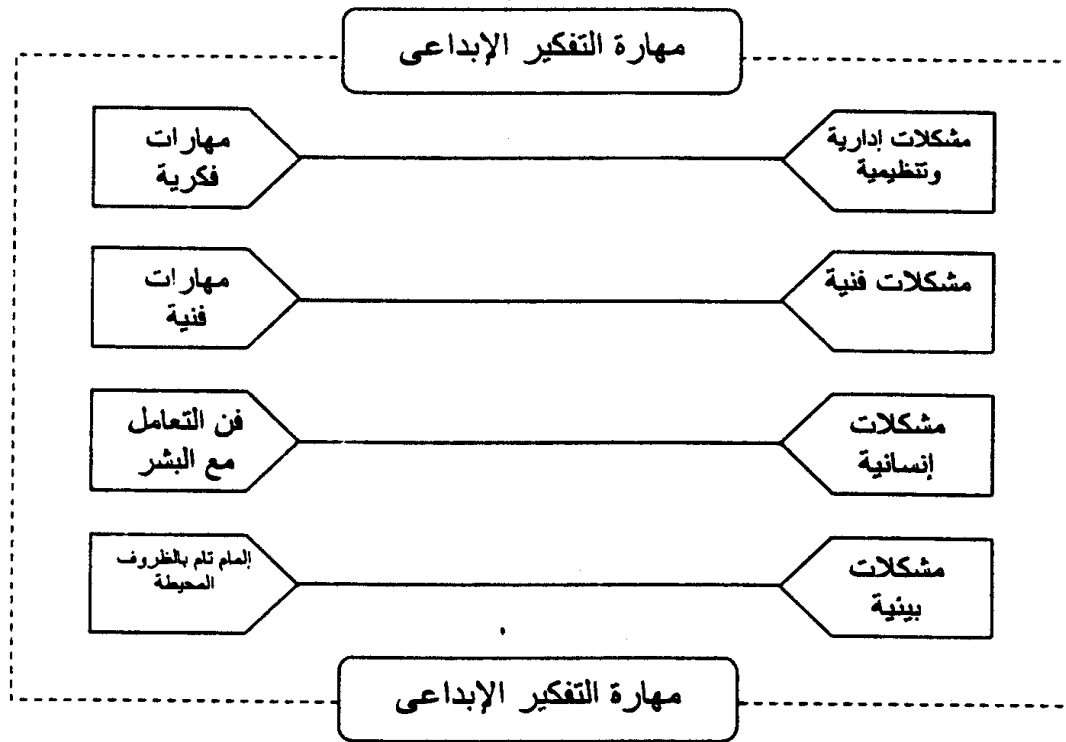 مهارة التفكير الإبداعى
مشكلات إدارية
وتنظيمية
مهارات
فكرية
مشكلات فنية
مهارات
فنية
مشكلات
إنسانية
فن التعامل
مع البشر
مشكلات
بيئية
إلمام تام بالظروف
المحيطة
مهارة التفكير الإبداعى